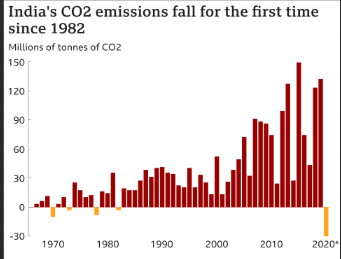 India's CO2 emissions fall for the first time
since 1982
Millions of tonnes of CO2
150
120
90
60
30
0
-30
1970 1980 1990 2000 2010 2020*